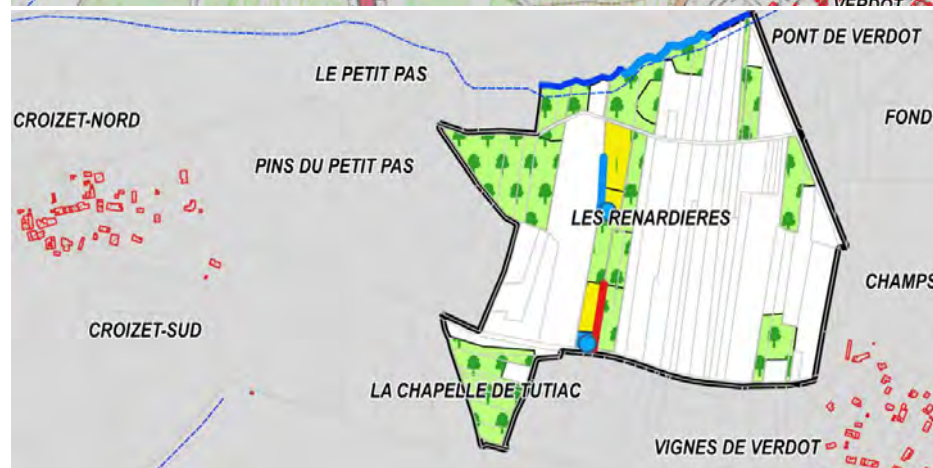 VERDOT
PONT DE VERDOT
LE PETIT PAS
CROIZET-NORD
FOND
PINS DU PETIT PAS
LES RENARDIERES
CHAMPS
CROIZET-SUD
LA CHAPELLE DE TUTIAC
VIGNES DE VERDOT